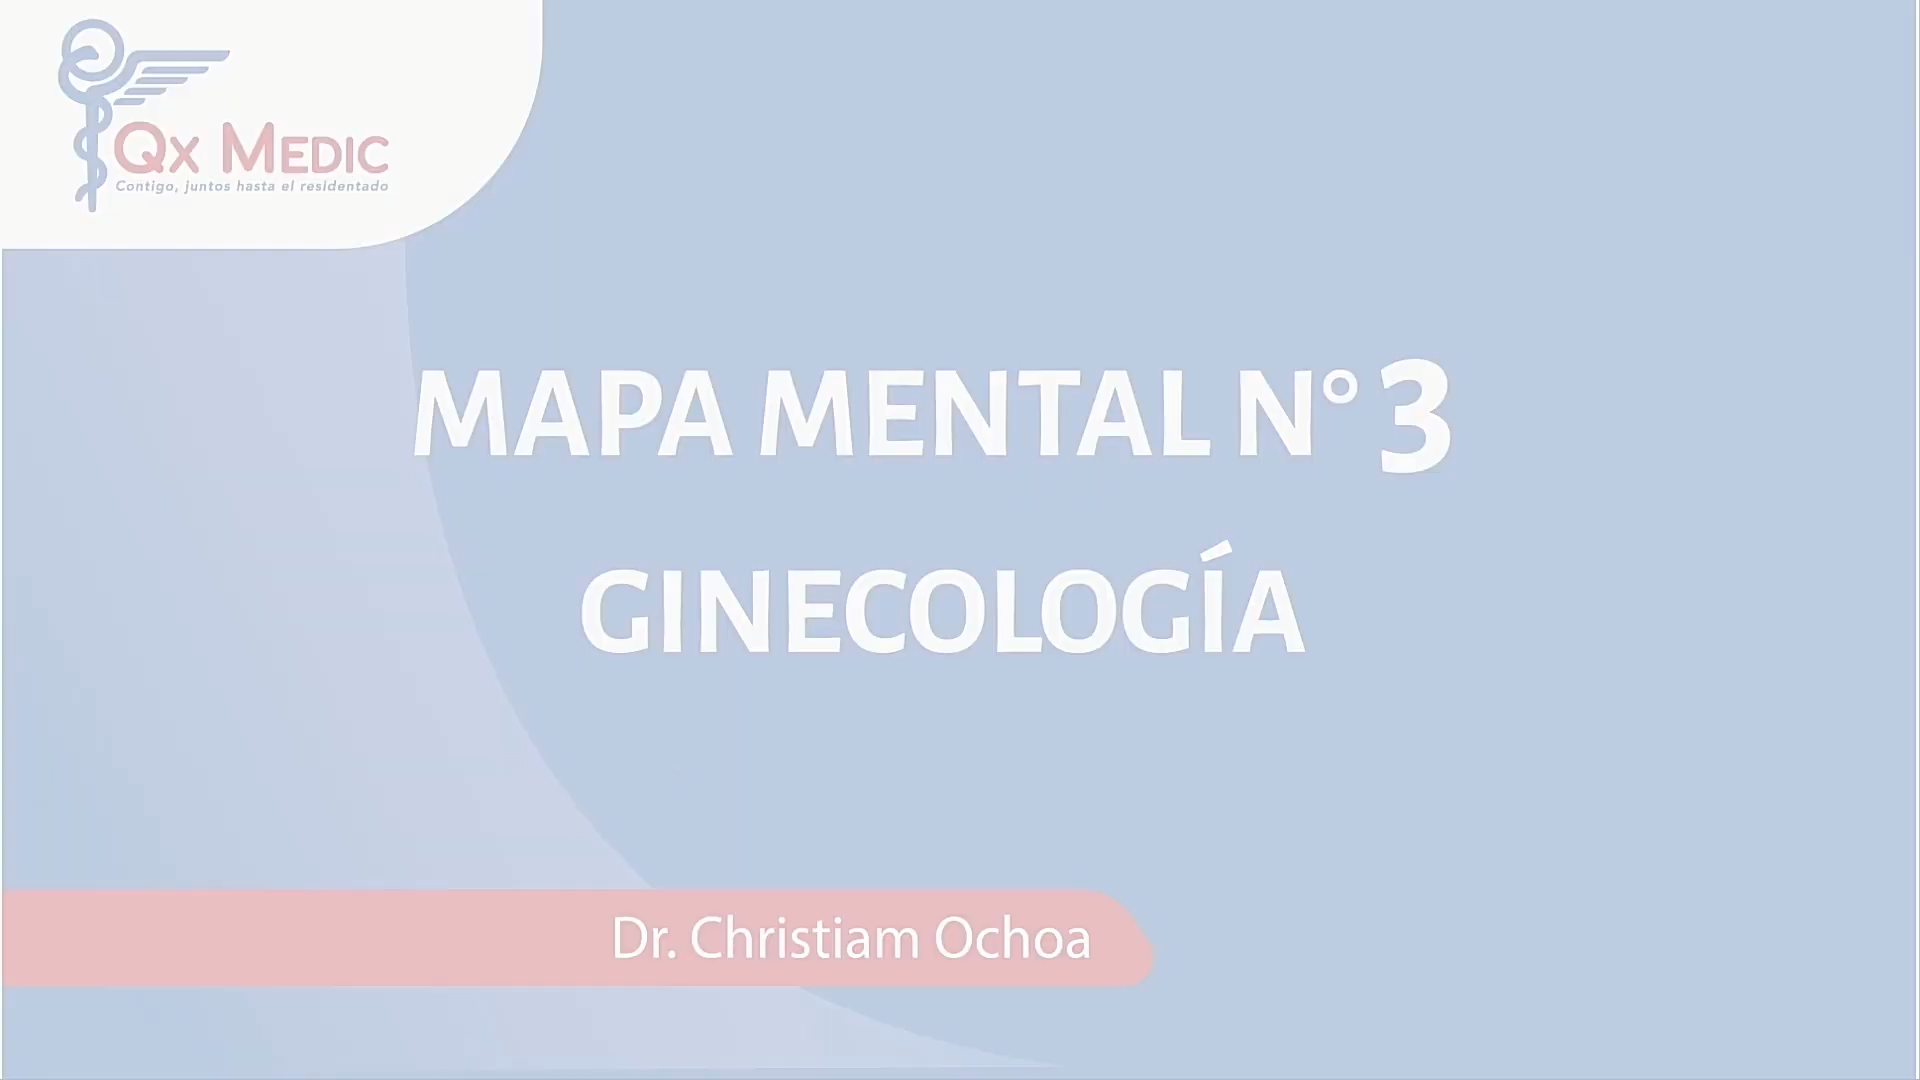 Qx MEDIC
Contigo, juntos hasta el residentado
MAPA MENTAL N° 3
GINECOLOGÍA
Dr. Christiam Ochoa